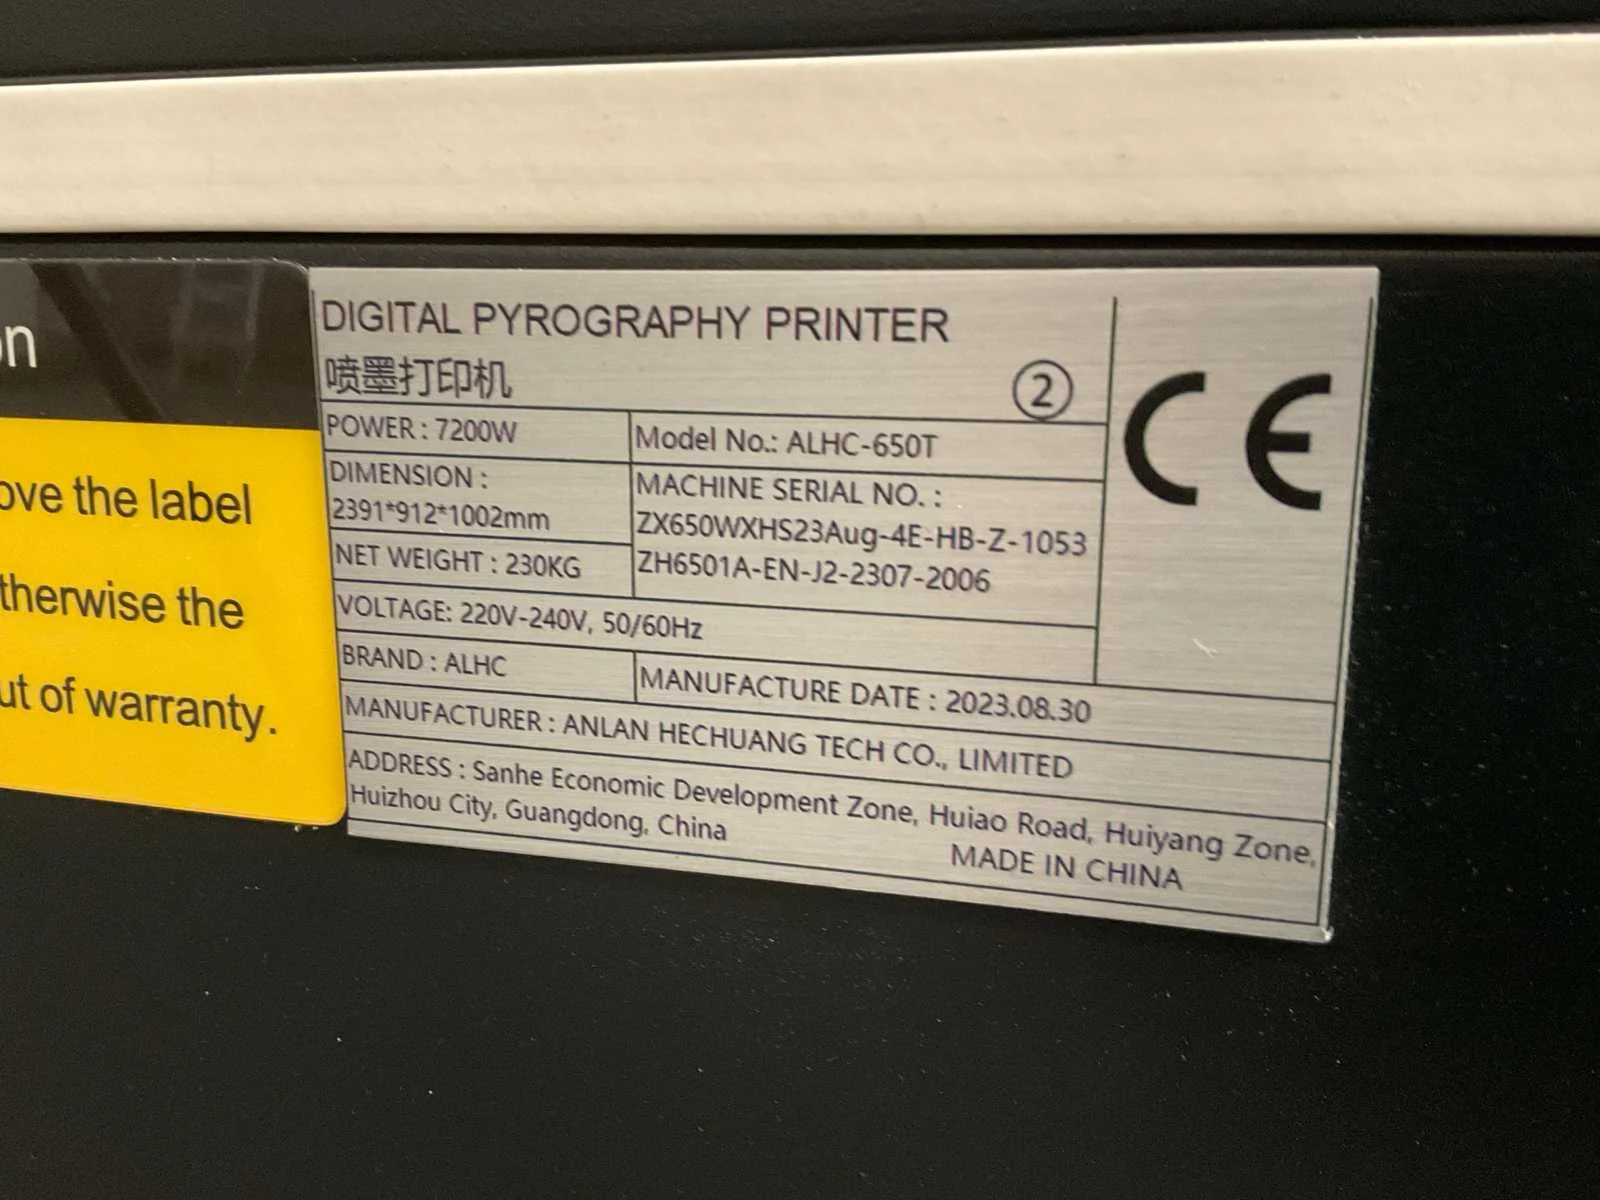 on
ove the label
therwise the
ut of warranty.
DIGITAL PYROGRAPHY PRINTER
喷墨打印机
②
CE
POWER : 7200W
Model No.: ALHC-650T
DIMENSION :
2391*912*1002mm
MACHINE SERIAL NO. :
ZX650WXHS23Aug-4E-HB-Z-1053
ZH6501A-EN-J2-2307-2006
NET WEIGHT : 230KG
VOLTAGE: 220V-240V, 50/60Hz
BRAND : ALHC
MANUFACTURE DATE : 2023.08.30
MANUFACTURER : ANLAN HECHUANG TECH CO., LIMITED
ADDRESS : Sanhe Economic Development Zone, Huiao Road, Huiyang Zone,
Huizhou City, Guangdong, China
MADE IN CHINA